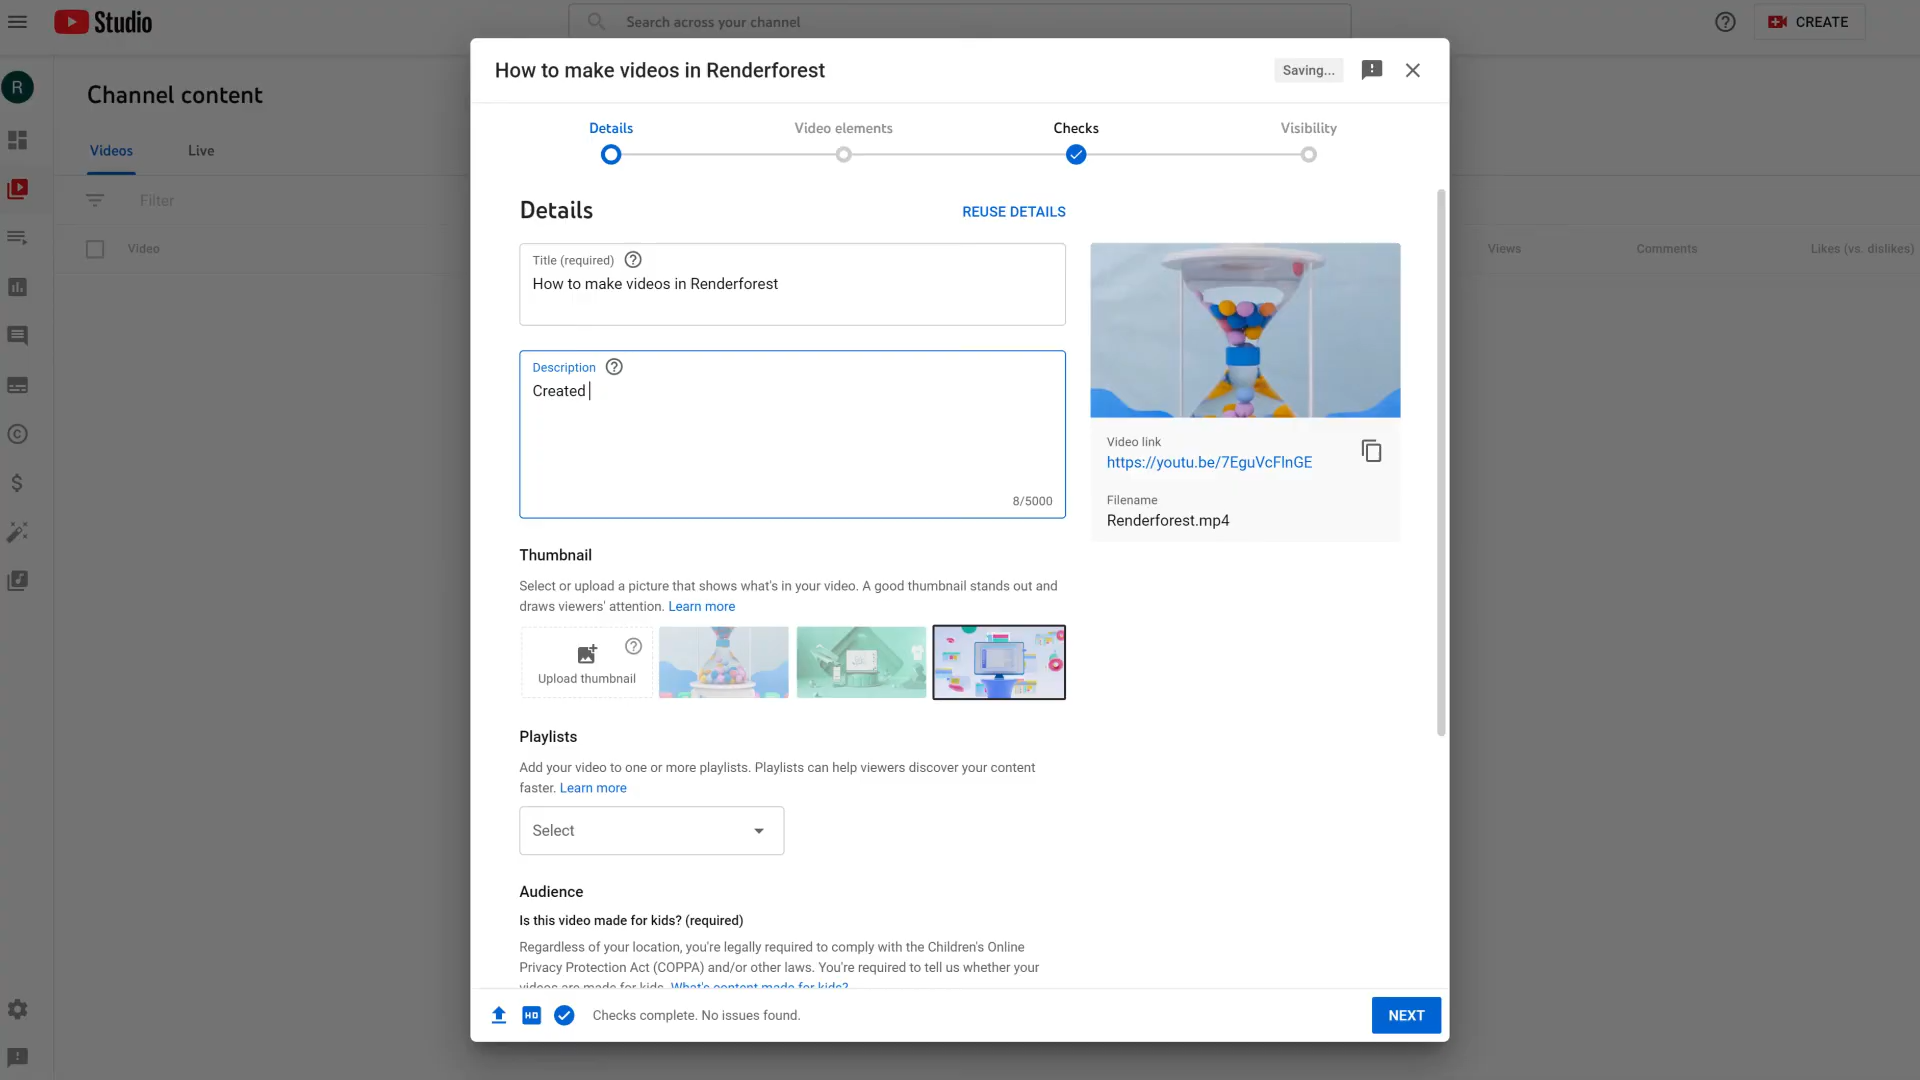 Studio
Search across your channel
CREATE
R
Channel content
Videos
Live
Filter
Video
Views
Comments
Likes (vs. dislikes)
How to make videos in Renderforest
Saving...
Details
Video elements
Checks
Visibility
Details
REUSE DETAILS
Title (required)
How to make videos in Renderforest
Description
Created
8/5000
Video link
https://youtu.be/7EguVcFlnGE
Filename
Renderforest.mp4
Thumbnail
Select or upload a picture that shows what's in your video. A good thumbnail stands out and
draws viewers' attention. Learn more
Upload thumbnail
Playlists
Add your video to one or more playlists. Playlists can help viewers discover your content
faster. Learn more
Select
Audience
Is this video made for kids? (required)
Regardless of your location, you're legally required to comply with the Children's Online
Privacy Protection Act (COPPA) and/or other laws. You're required to tell us whether your
videos are made for kids. What's content made for kids?
HD
Checks complete. No issues found.
NEXT